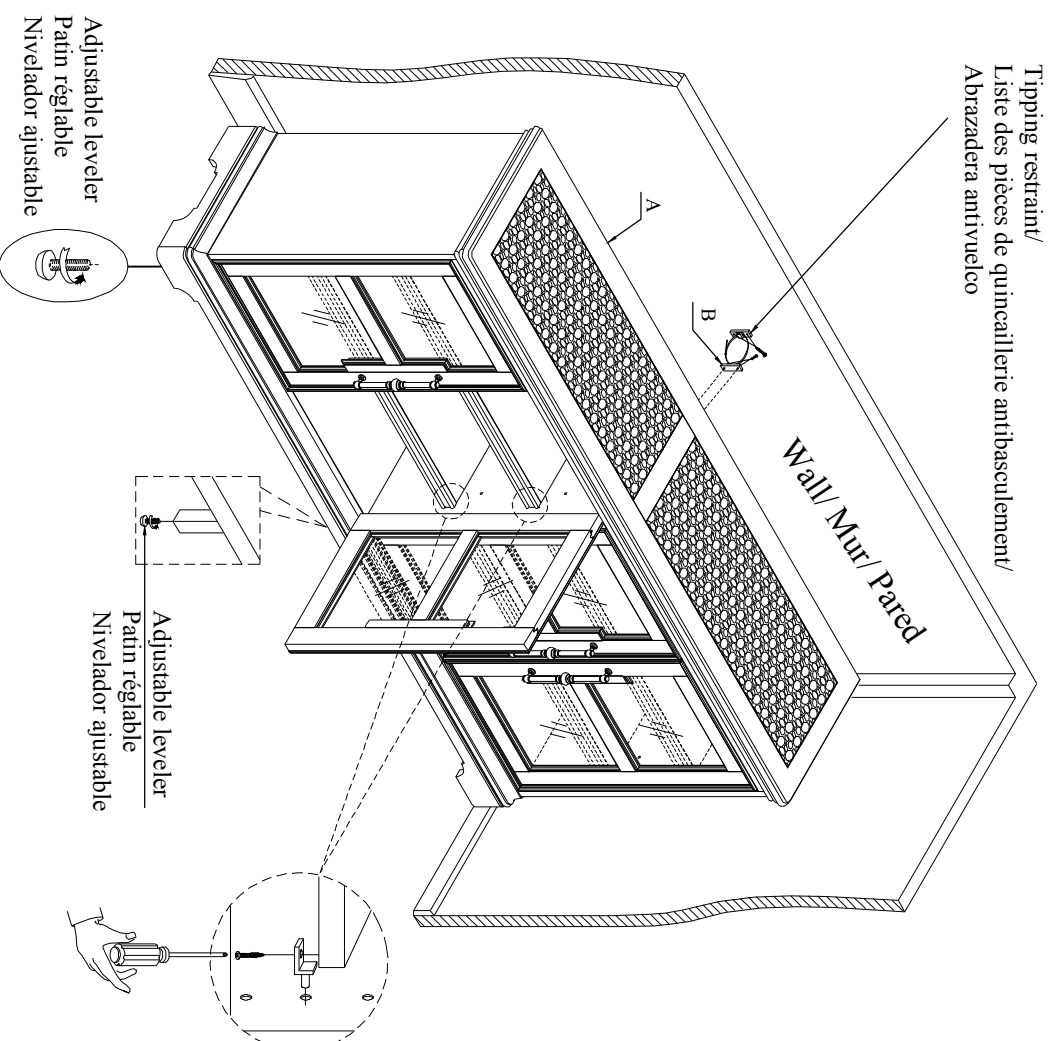 Tipping restraint/
Liste des pièces de quincaillerie antibasculement/
Abrazadera antivuelco
Wall/ Mur/ Pared
B
A
Adjustable leveler
Patin réglable
Nivelador ajustable
Adjustable leveler
Patin réglable
Nivelador ajustable